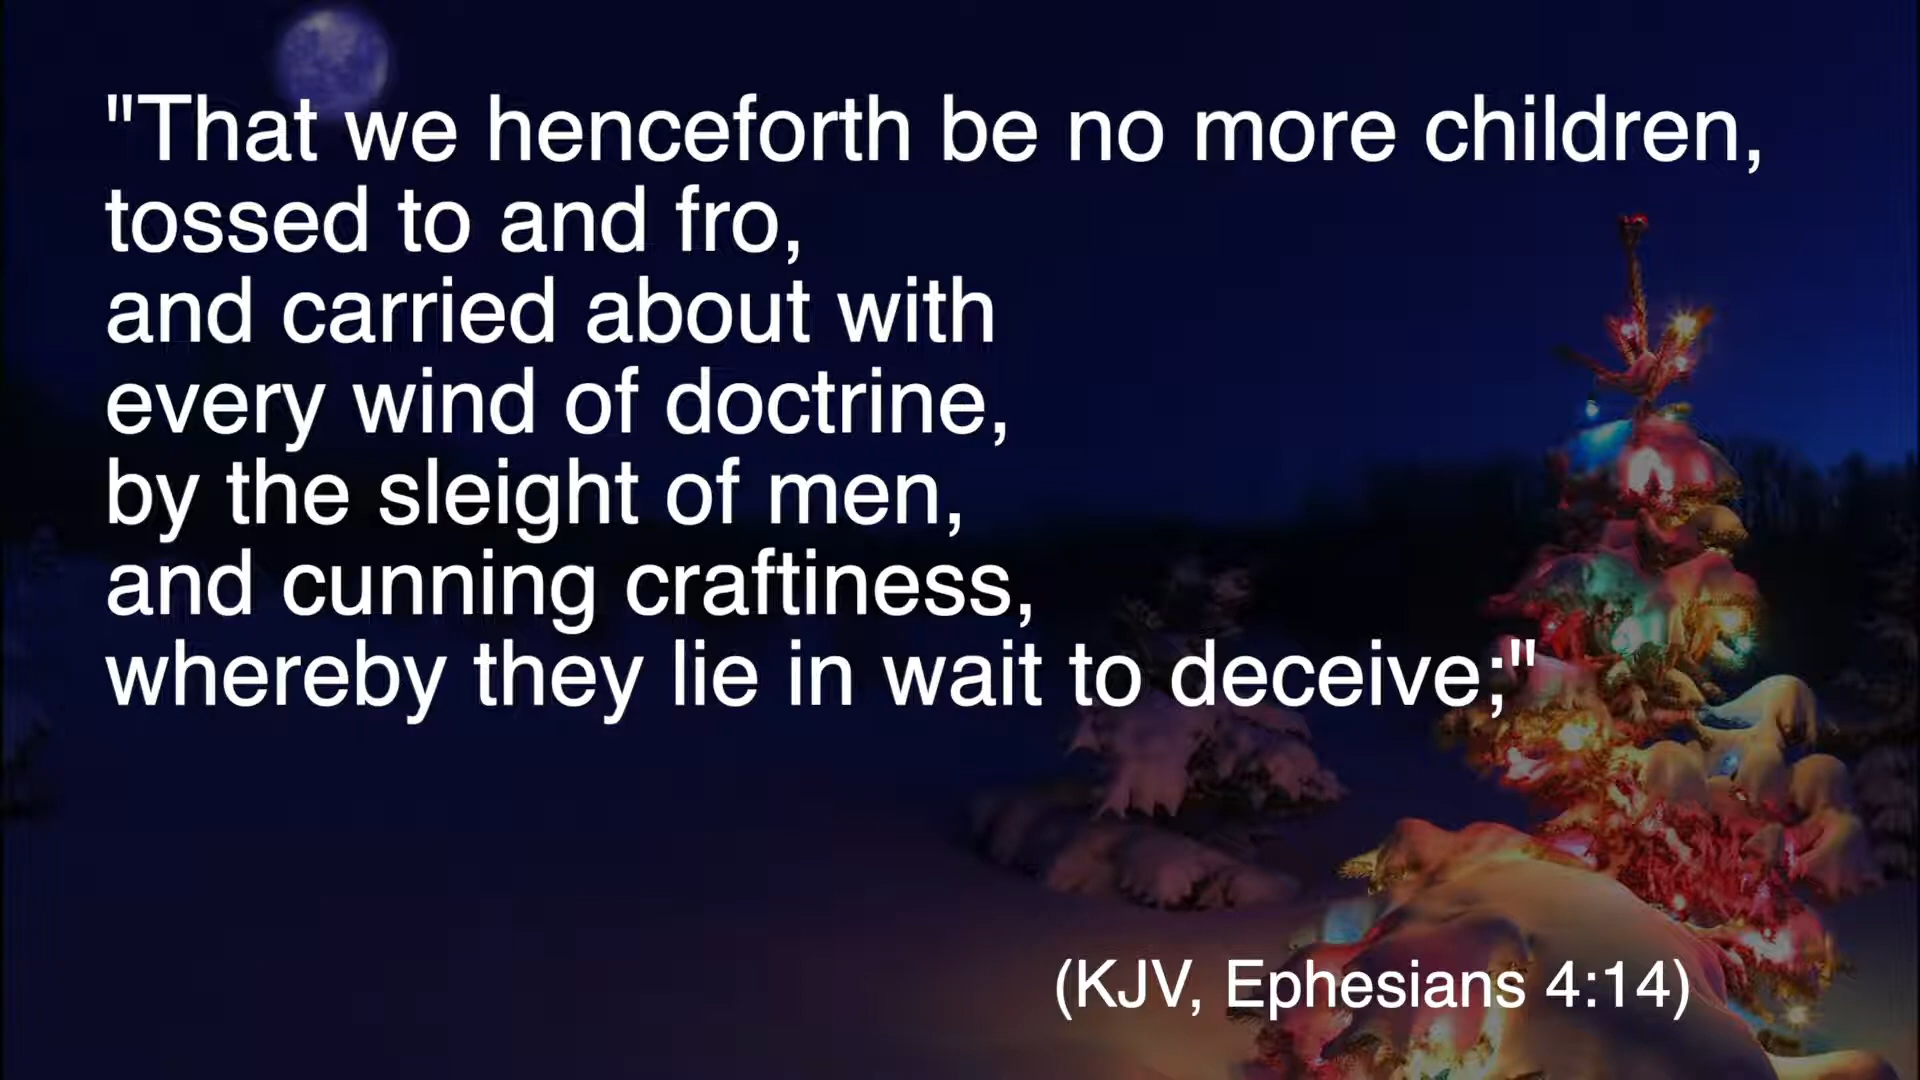 "That we henceforth be no more children,
tossed to and fro,
and carried about with
every wind of doctrine,
by the sleight of men,
and cunning craftiness,
whereby they lie in wait to deceive;"
(KJV, Ephesians 4:14)